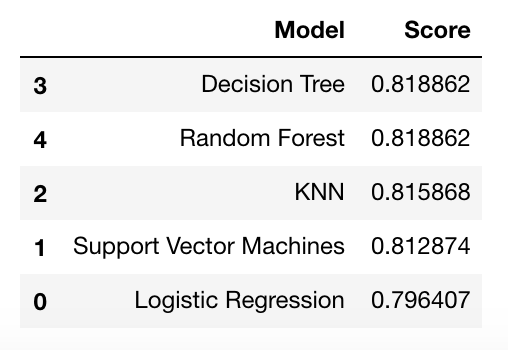 Model Score
3 Decision Tree 0.818862
4 Random Forest 0.818862
2 KNN 0.815868
1 Support Vector Machines 0.812874
0 Logistic Regression 0.796407